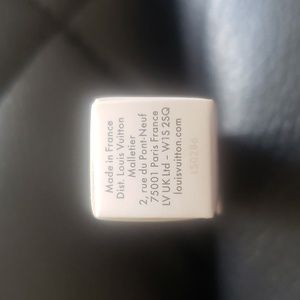 Made in France
Dist. Louis Vuitton
Malletier
2, rue du Pont-Neuf
75001 Paris France
LV UK Ltd - W1S 2SQ
louisvuitton.com